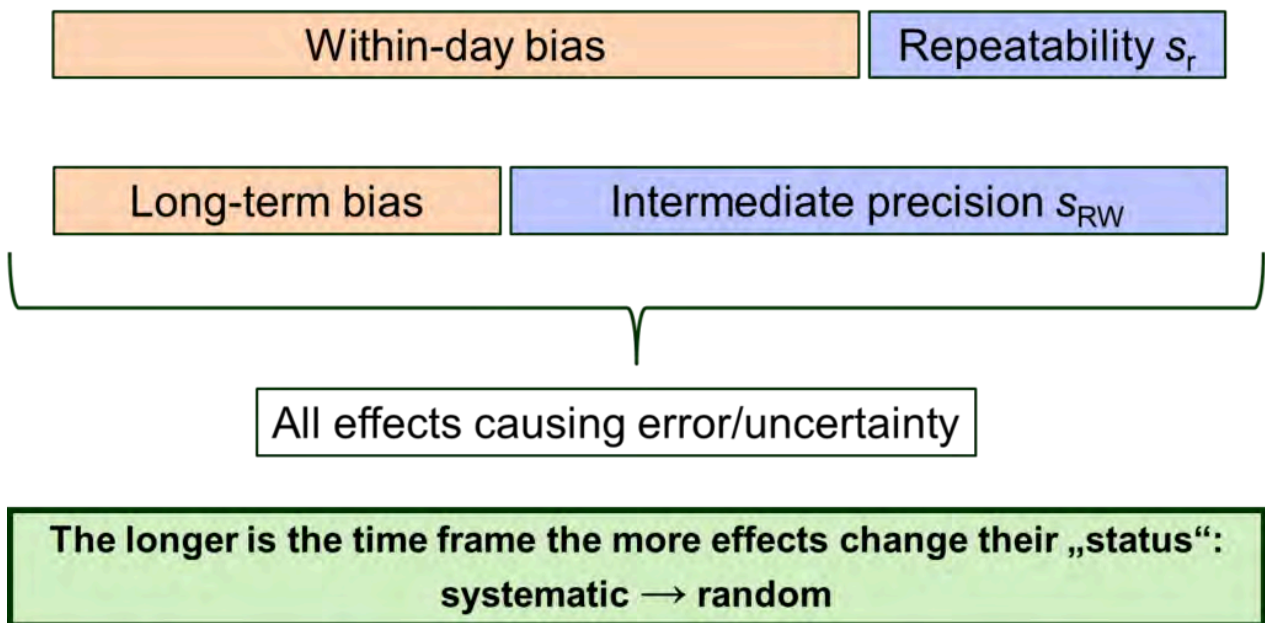 Within-day bias
Repeatability sr
Long-term bias
Intermediate precision sRW
All effects causing error/uncertainty
The longer is the time frame the more effects change their „status“:
systematic → random